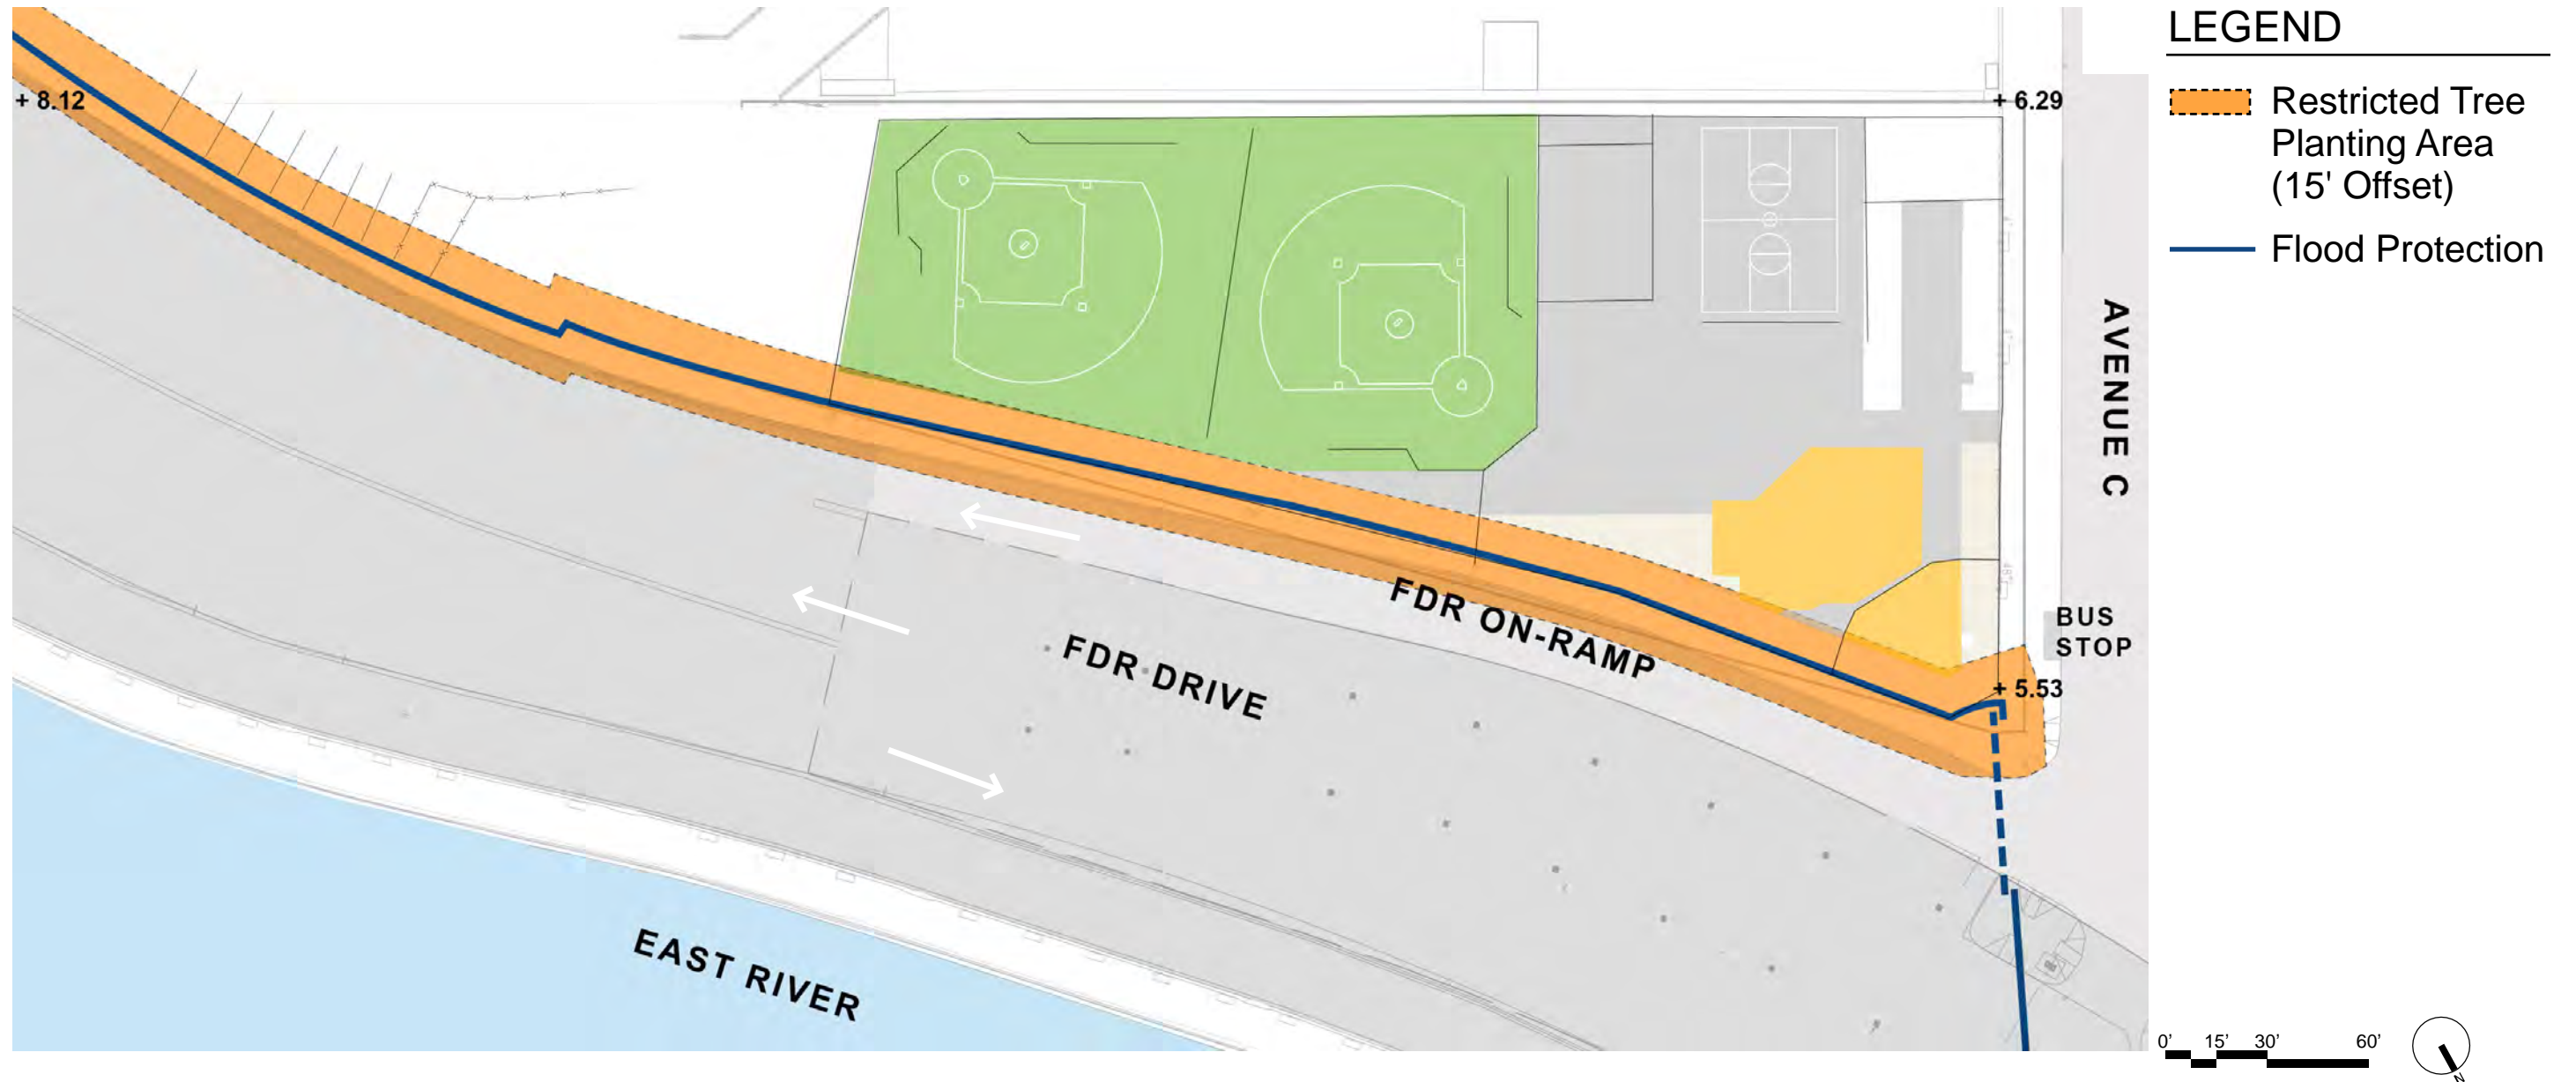 LEGEND
Restricted Tree
Planting Area
(15' Offset)
Flood Protection
+ 8.12
+ 6.29
AVENUE C
BUS
STOP
+ 5.53
FDR ON-RAMP
FDR DRIVE
EAST RIVER
0' 15' 30' 60'
N